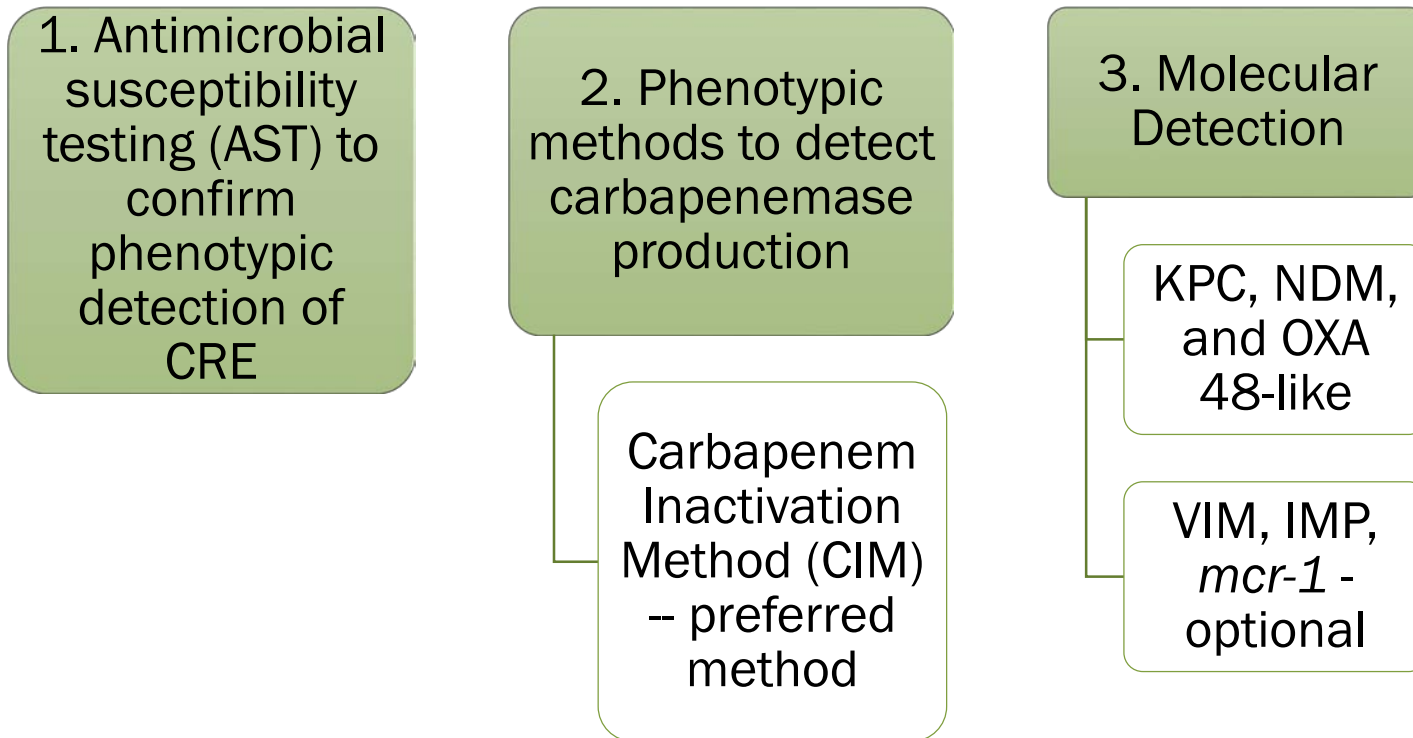 1. Antimicrobial
susceptibility
testing (AST) to
confirm
phenotypic
detection of
CRE
2. Phenotypic
methods to detect
carbapenemase
production
Carbapenem
Inactivation
Method (CIM)
-- preferred
method
3. Molecular
Detection
KPC, NDM,
and OXA
48-like
VIM, IMP,
mcr-1 -
optional